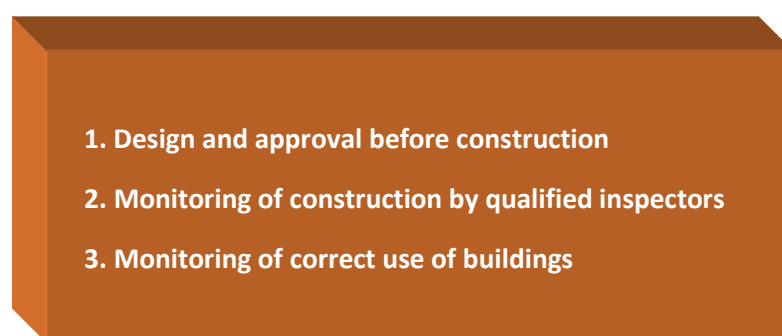 1. Design and approval before construction
2. Monitoring of construction by qualified inspectors
3. Monitoring of correct use of buildings